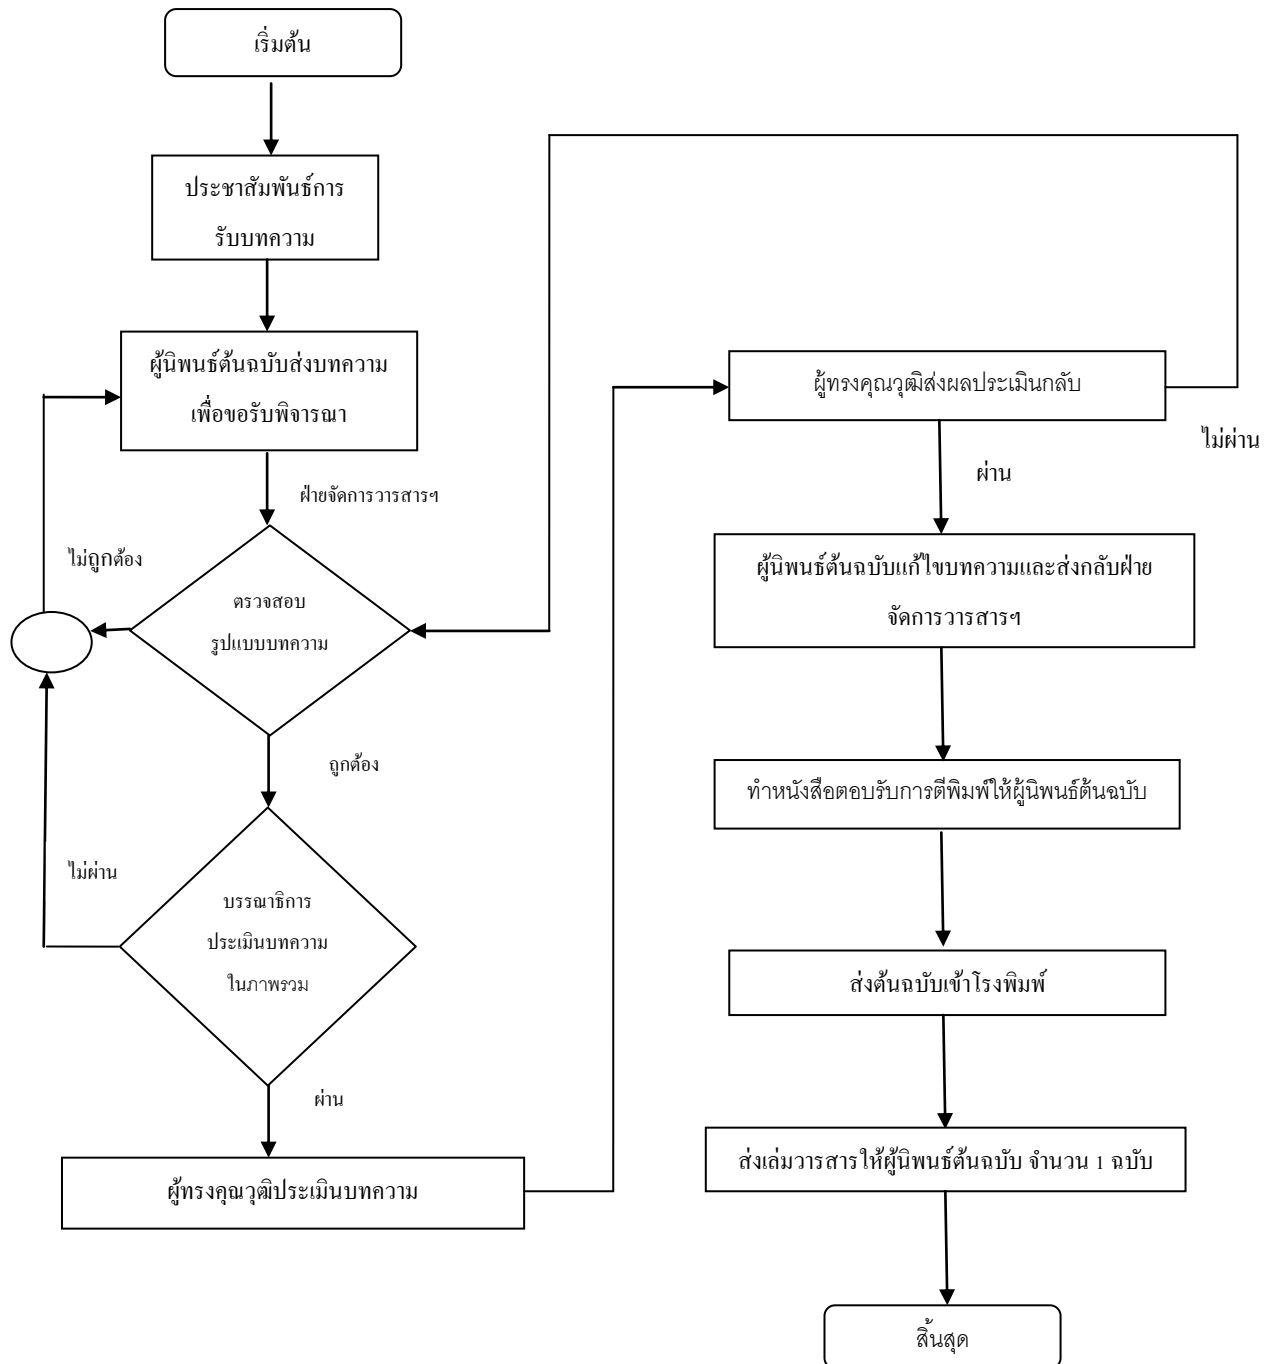 เริ่มต้น
ประชาสัมพันธ์การ
รับบทความ
ผู้นิพนธ์ต้นฉบับส่งบทความ
เพื่อขอรับพิจารณา
ฝ่ายจัดการวารสารฯ
ไม่ถูกต้อง
ตรวจสอบ
รูปแบบบทความ
ถูกต้อง
ไม่ผ่าน
บรรณาธิการ
ประเมินบทความ
ในภาพรวม
ผ่าน
ผู้ทรงคุณวุฒิประเมินบทความ
ผู้ทรงคุณวุฒิส่งผลประเมินกลับ
ไม่ผ่าน
ผ่าน
ผู้นิพนธ์ต้นฉบับแก้ไขบทความและส่งกลับฝ่าย
จัดการวารสารฯ
ทำหนังสือตอบรับการตีพิมพ์ให้ผู้นิพนธ์ต้นฉบับ
ส่งต้นฉบับเข้าโรงพิมพ์
ส่งเล่มวารสารให้ผู้นิพนธ์ต้นฉบับ จำนวน 1 ฉบับ
สิ้นสุด